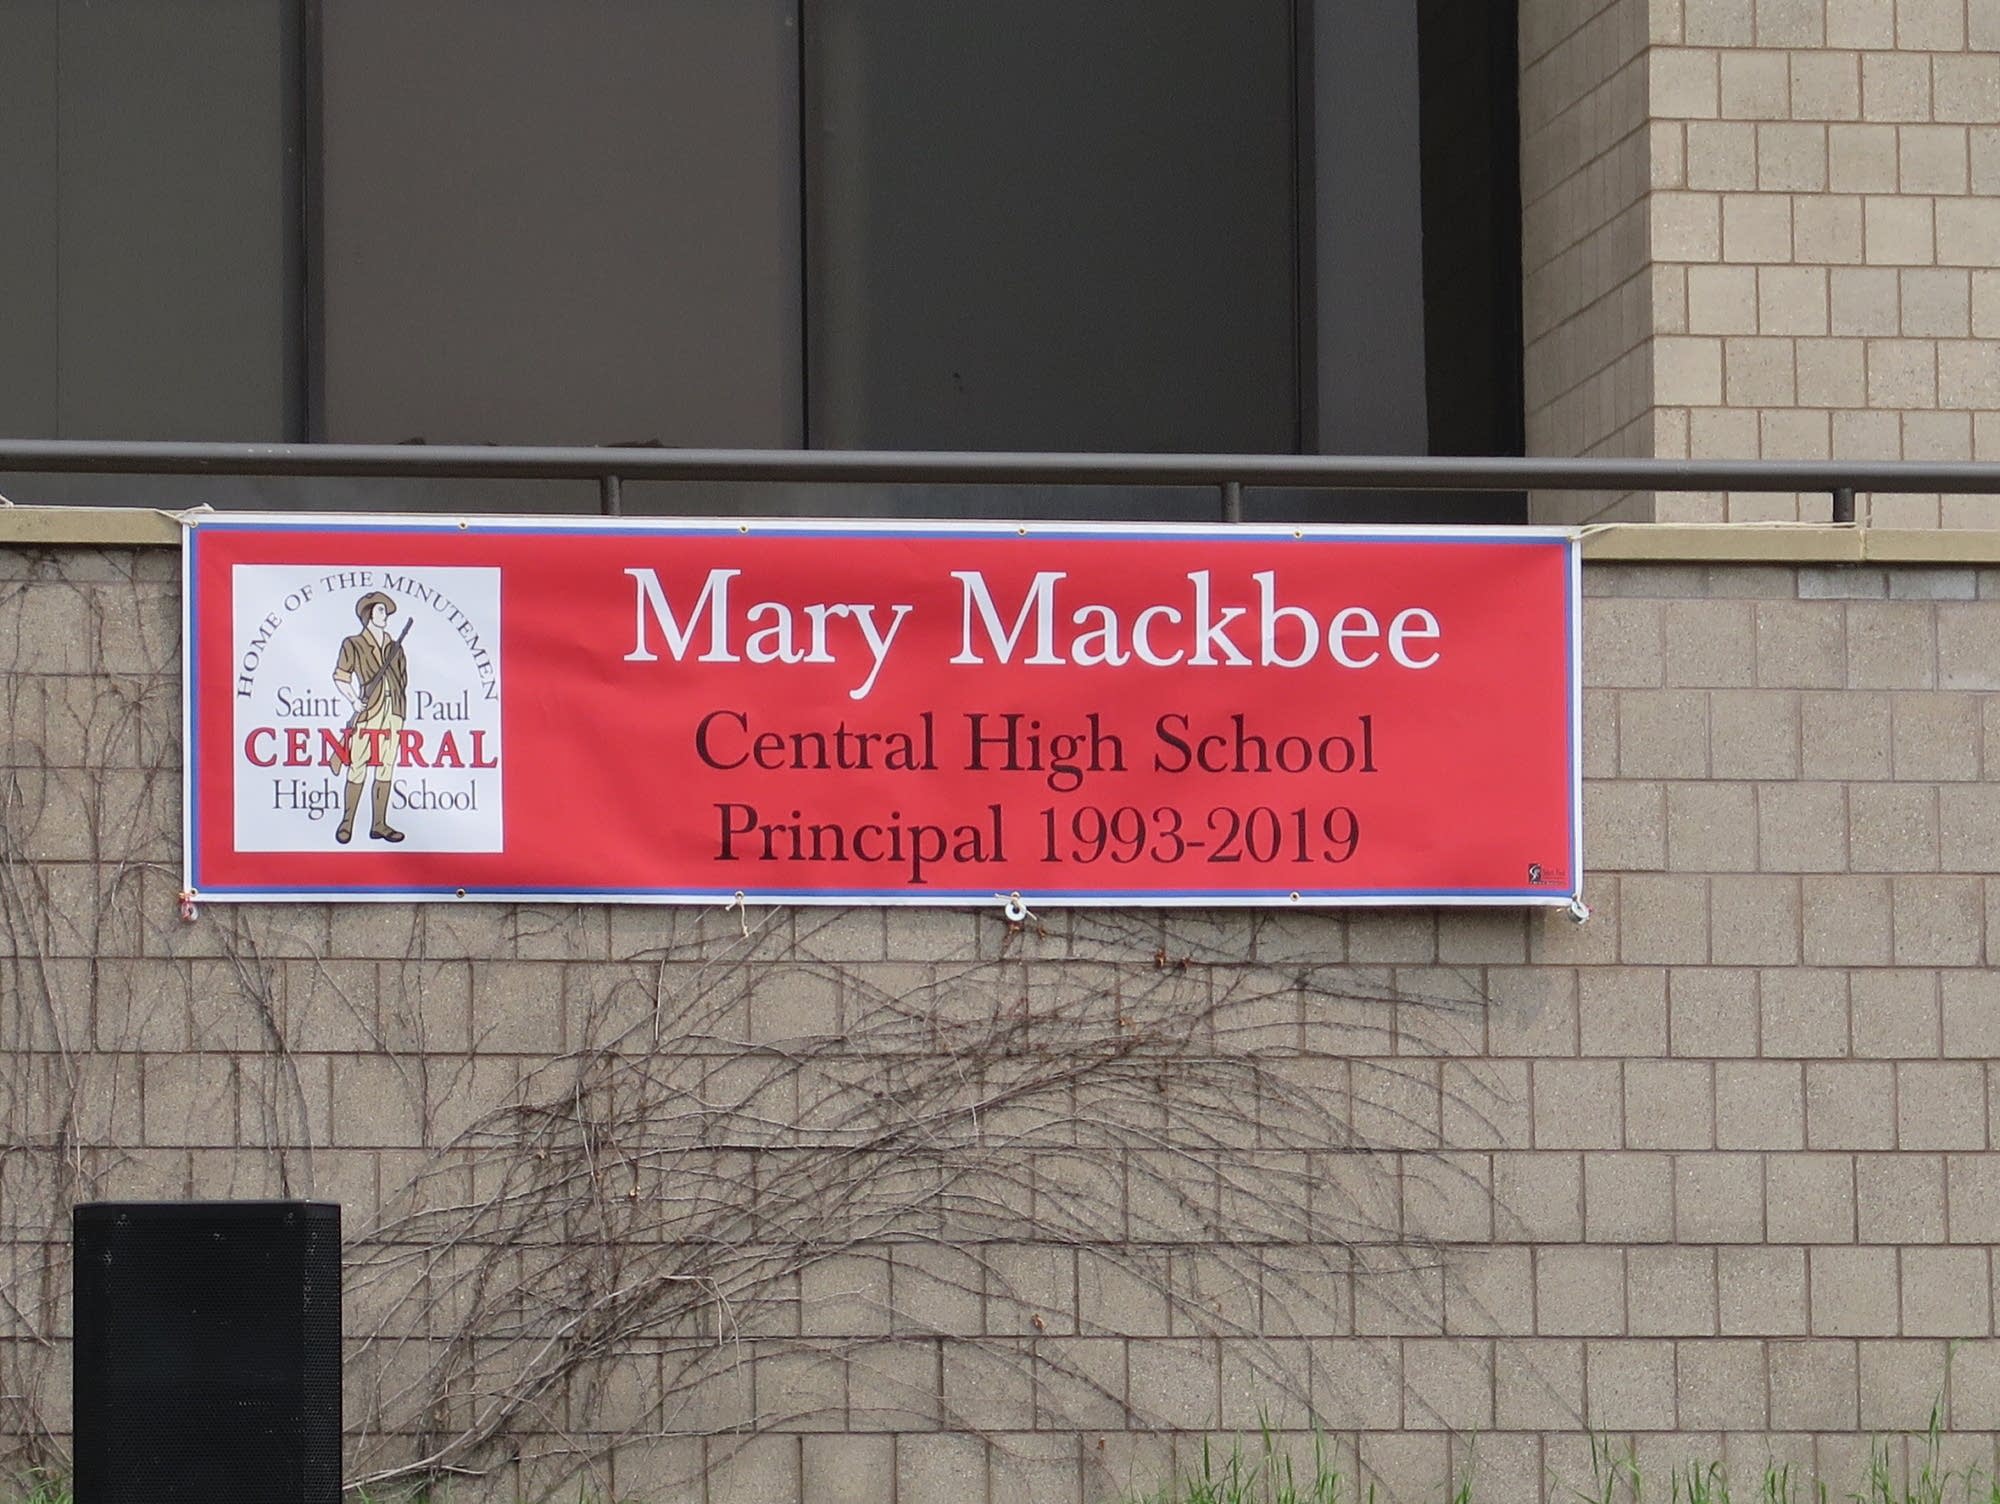 HOME OF THE MINUTEMEN
Saint Paul
CENTRAL
High School
Mary Mackbee
Central High School
Principal 1993-2019